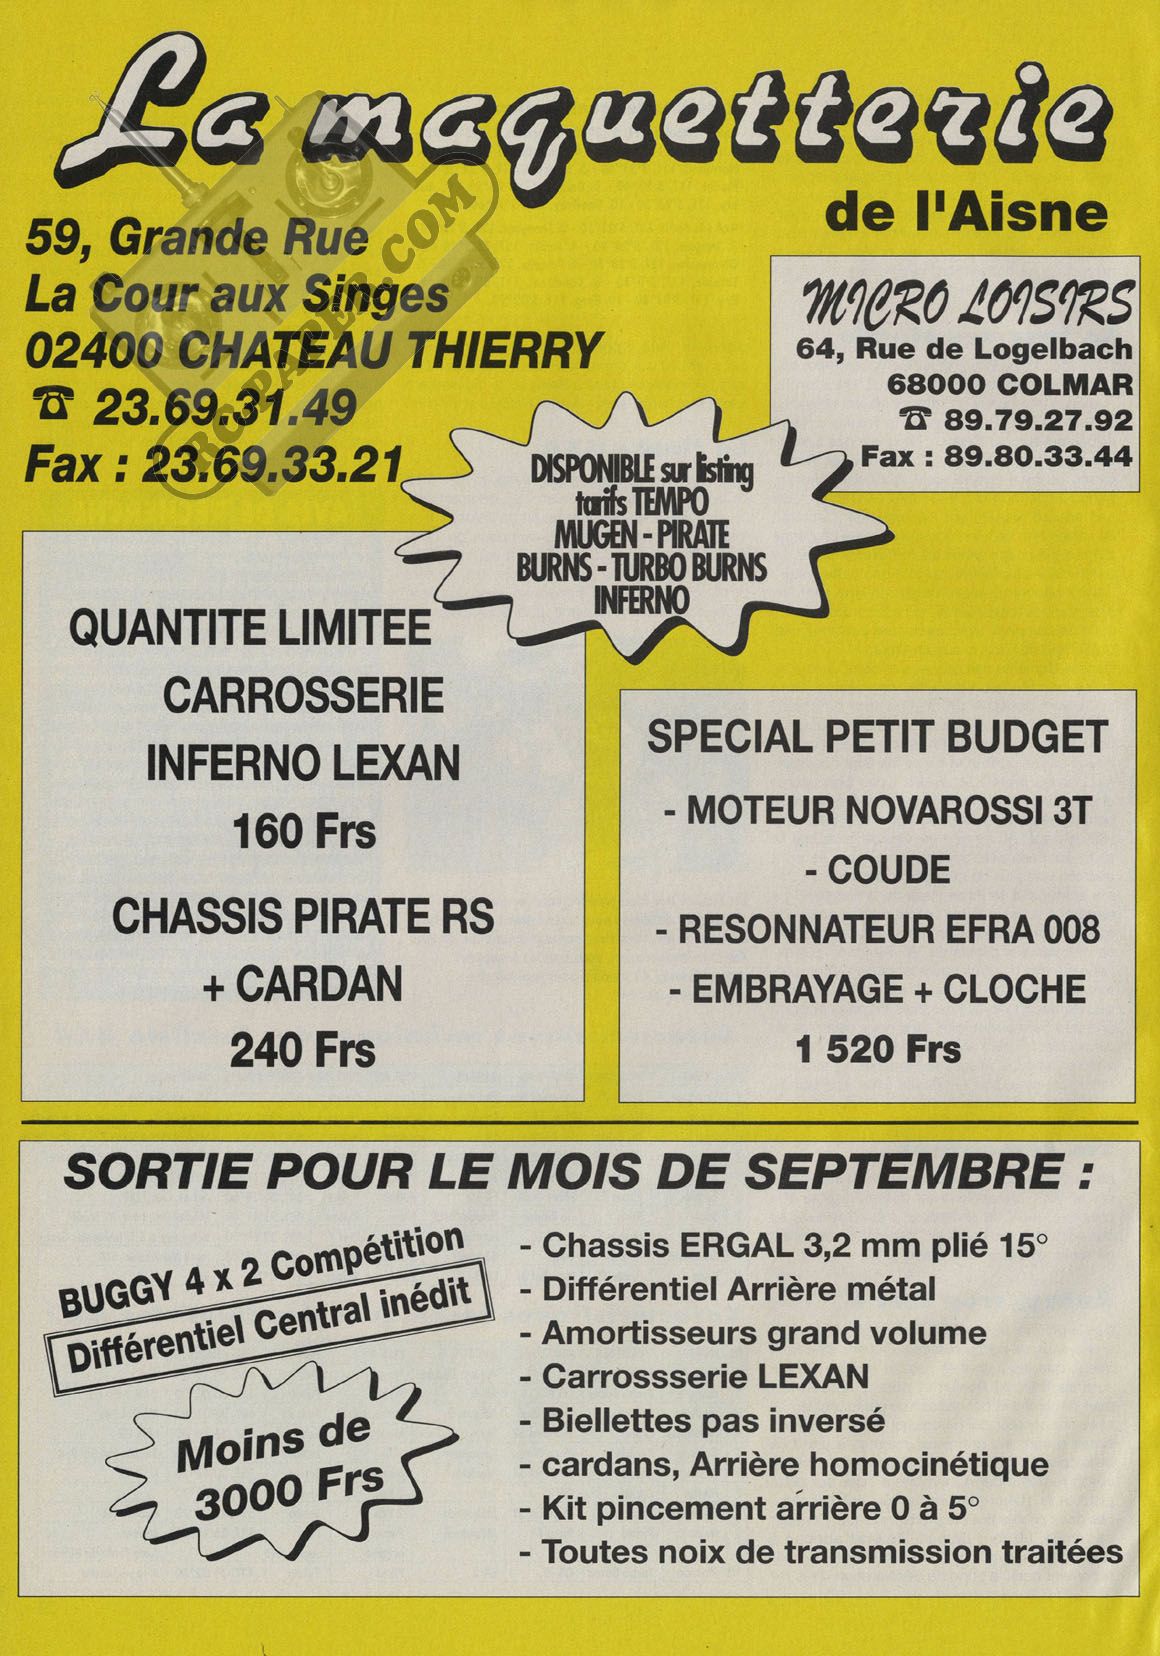 La maquetterie
de l'Aisne
59, Grande Rue
La Cour aux Singes
02400 CHATEAU THIERRY
☎ 23.69.31.49
Fax : 23.69.33.21
RCPAPER.COM
MICRO LOISIRS
64, Rue de Logelbach
68000 COLMAR
☎ 89.79.27.92
Fax : 89.80.33.44
DISPONIBLE sur listing
tarifs TEMPO
MUGEN - PIRATE
BURNS - TURBO BURNS
INFERNO
QUANTITE LIMITEE
CARROSSERIE
INFERNO LEXAN
160 Frs
CHASSIS PIRATE RS
+ CARDAN
240 Frs
SPECIAL PETIT BUDGET
- MOTEUR NOVAROSSI 3T
- COUDE
- RESONNATEUR EFRA 008
- EMBRAYAGE + CLOCHE
1 520 Frs
SORTIE POUR LE MOIS DE SEPTEMBRE :
BUGGY 4 x 2 Compétition
Différentiel Central inédit
Moins de
3000 Frs
- Chassis ERGAL 3,2 mm plié 15°
- Différentiel Arrière métal
- Amortisseurs grand volume
- Carrossserie LEXAN
- Biellettes pas inversé
- cardans, Arrière homocinétique
- Kit pincement arrière 0 à 5°
- Toutes noix de transmission traitées